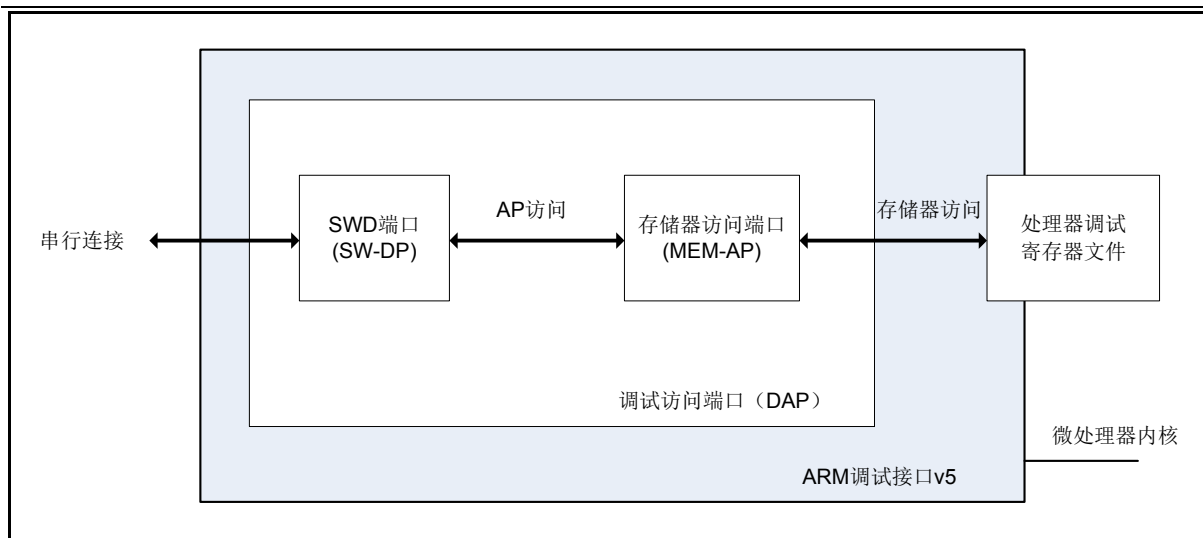 串行连接
SWD端口
(SW-DP)
AP访问
存储器访问端口
(MEM-AP)
存储器访问
处理器调试
寄存器文件
调试访问端口（DAP）
微处理器内核
ARM调试接口v5